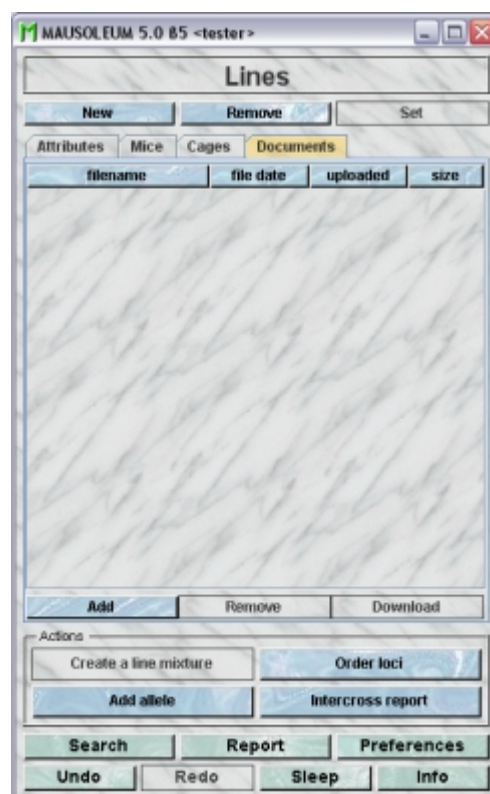 MAUSOLEUM 5.0 ß5 <tester>
Lines
New Remove Set
Attributes Mice Cages Documents
filename file date uploaded size
Add Remove Download
Actions
Create a line mixture Order loci
Add allele Intercross report
Search Report Preferences
Undo Redo Sleep Info